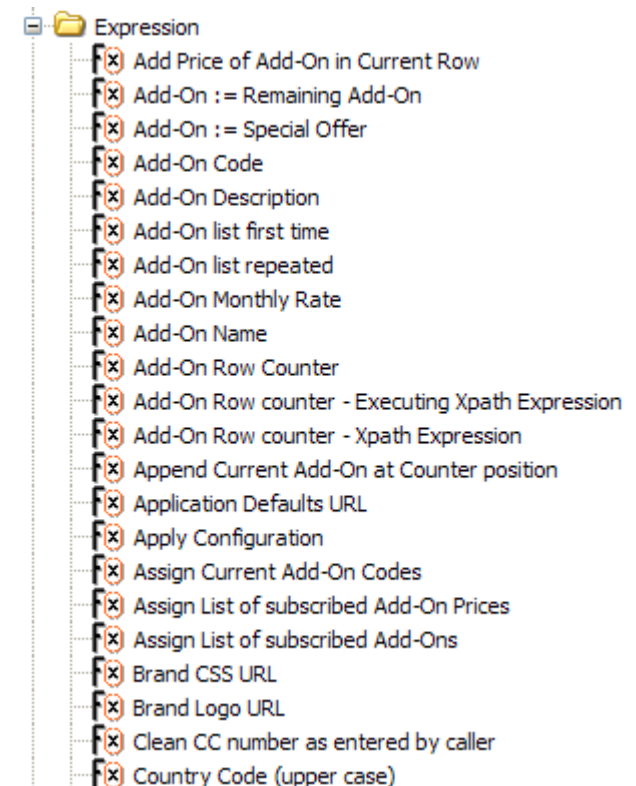 Expression
Add Price of Add-On in Current Row
Add-On := Remaining Add-On
Add-On := Special Offer
Add-On Code
Add-On Description
Add-On list first time
Add-On list repeated
Add-On Monthly Rate
Add-On Name
Add-On Row Counter
Add-On Row counter - Executing Xpath Expression
Add-On Row counter - Xpath Expression
Append Current Add-On at Counter position
Application Defaults URL
Apply Configuration
Assign Current Add-On Codes
Assign List of subscribed Add-On Prices
Assign List of subscribed Add-Ons
Brand CSS URL
Brand Logo URL
Clean CC number as entered by caller
Country Code (upper case)